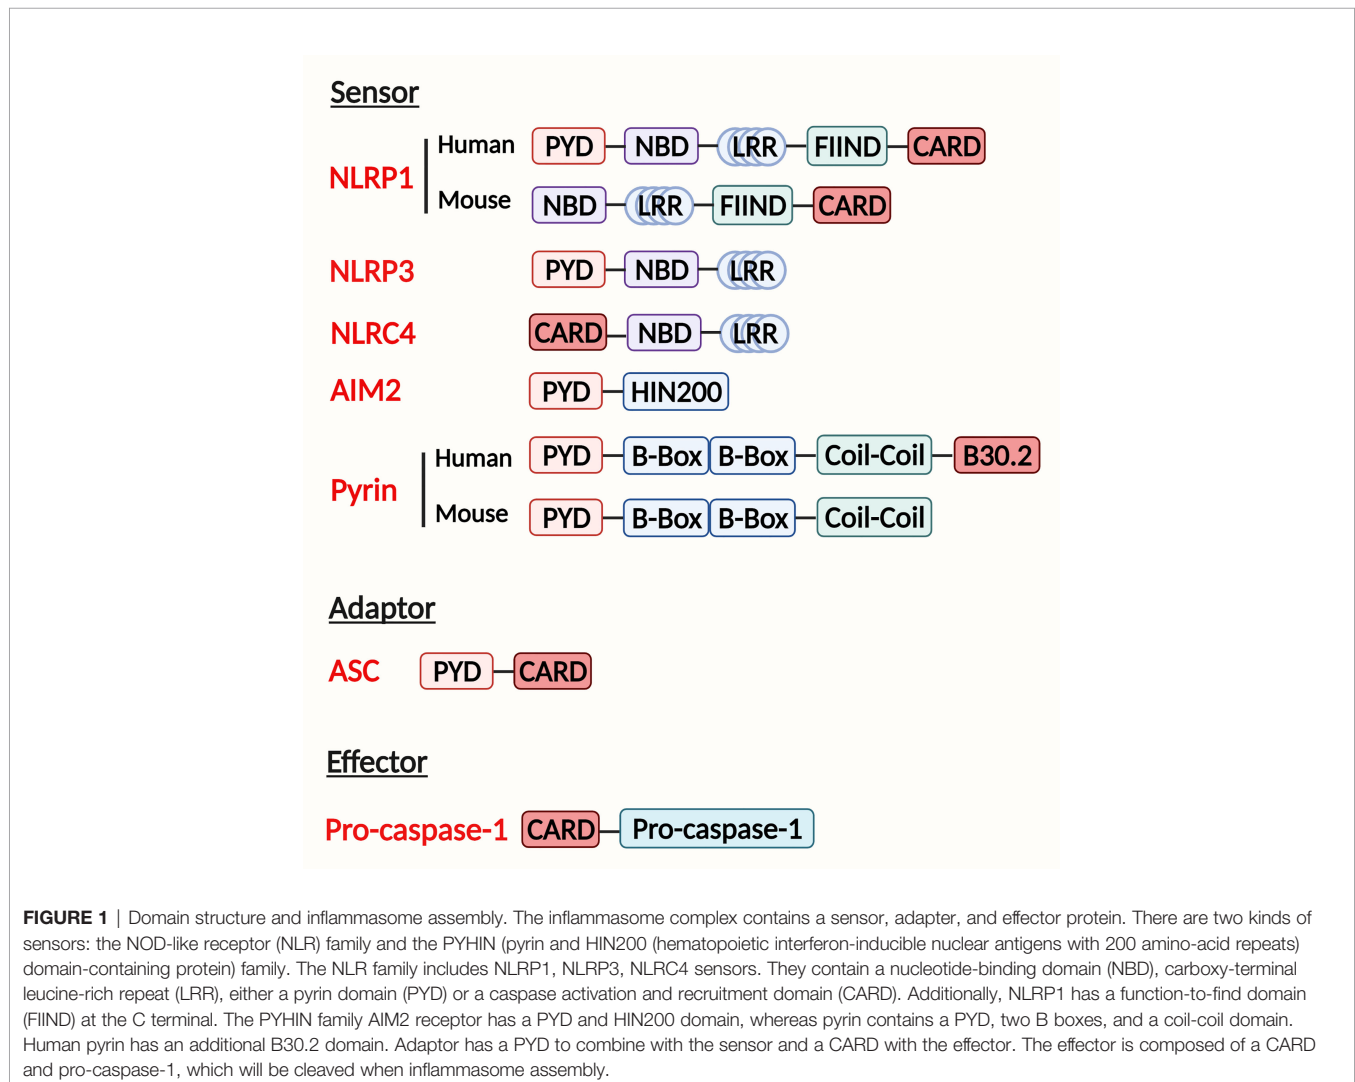 Sensor
NLRP1
Human PYD NBD LRR FIIND CARD
Mouse NBD LRR FIIND CARD
NLRP3 PYD NBD LRR
NLRC4 CARD NBD LRR
AIM2 PYD HIN200
Pyrin
Human PYD B-Box B-Box Coil-Coil B30.2
Mouse PYD B-Box B-Box Coil-Coil
Adaptor
ASC PYD CARD
Effector
Pro-caspase-1 CARD Pro-caspase-1
FIGURE 1 | Domain structure and inflammasome assembly. The inflammasome complex contains a sensor, adapter, and effector protein. There are two kinds of
sensors: the NOD-like receptor (NLR) family and the PYHIN (pyrin and HIN200 (hematopoietic interferon-inducible nuclear antigens with 200 amino-acid repeats)
domain-containing protein) family. The NLR family includes NLRP1, NLRP3, NLRC4 sensors. They contain a nucleotide-binding domain (NBD), carboxy-terminal
leucine-rich repeat (LRR), either a pyrin domain (PYD) or a caspase activation and recruitment domain (CARD). Additionally, NLRP1 has a function-to-find domain
(FIIND) at the C terminal. The PYHIN family AIM2 receptor has a PYD and HIN200 domain, whereas pyrin contains a PYD, two B boxes, and a coil-coil domain.
Human pyrin has an additional B30.2 domain. Adaptor has a PYD to combine with the sensor and a CARD with the effector. The effector is composed of a CARD
and pro-caspase-1, which will be cleaved when inflammasome assembly.